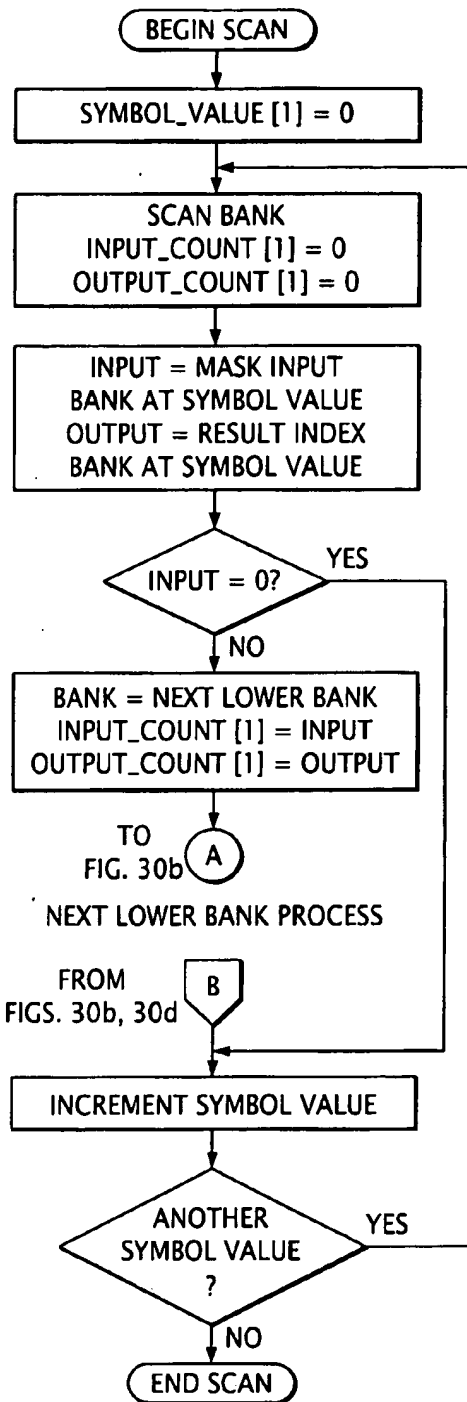 BEGIN SCAN
SYMBOL_VALUE [1] = 0
SCAN BANK
INPUT_COUNT [1] = 0
OUTPUT_COUNT [1] = 0
INPUT = MASK INPUT
BANK AT SYMBOL VALUE
OUTPUT = RESULT INDEX
BANK AT SYMBOL VALUE
INPUT = 0?
YES
NO
BANK = NEXT LOWER BANK
INPUT_COUNT [1] = INPUT
OUTPUT_COUNT [1] = OUTPUT
TO
FIG. 30b
A
NEXT LOWER BANK PROCESS
FROM
FIGS. 30b, 30d
B
INCREMENT SYMBOL VALUE
ANOTHER
SYMBOL VALUE
?
YES
NO
END SCAN